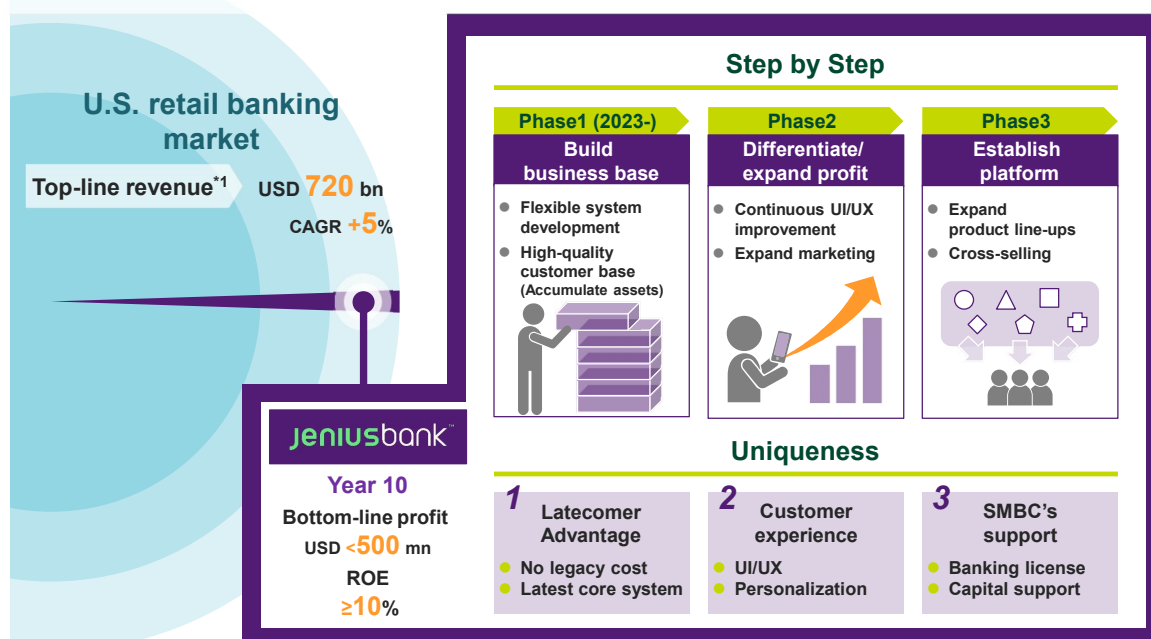 U.S. retail banking
market
Top-line revenue*1
USD 720 bn
CAGR +5%
jeniusbank™
Year 10
Bottom-line profit
USD <500 mn
ROE
≥10%
Step by Step
Phase1 (2023-)
Build
business base
Flexible system
development
High-quality
customer base
(Accumulate assets)
Phase2
Differentiate/
expand profit
Continuous UI/UX
improvement
Expand marketing
Phase3
Establish
platform
Expand
product line-ups
Cross-selling
Uniqueness
1
Latecomer
Advantage
No legacy cost
Latest core system
2
Customer
experience
UI/UX
Personalization
3
SMBC's
support
Banking license
Capital support